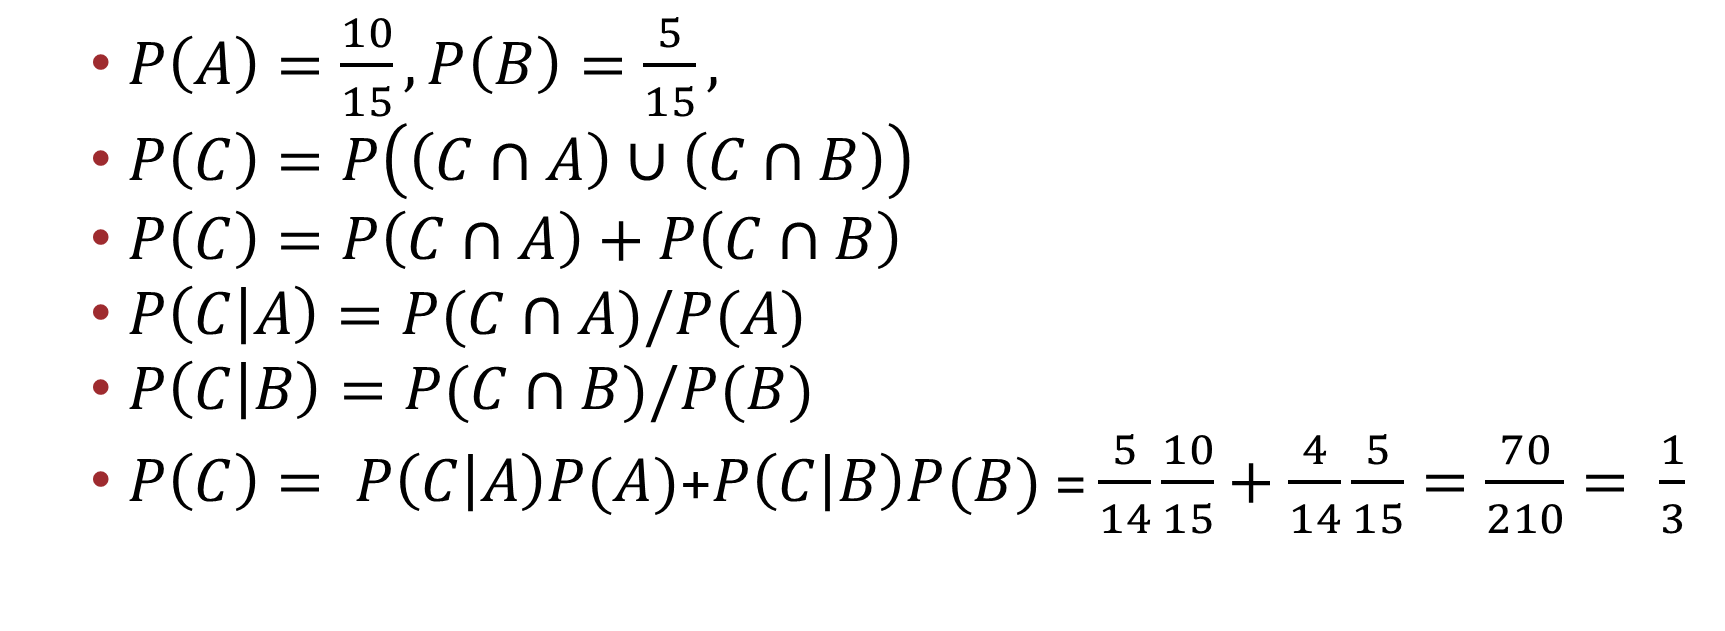 • P(A) = 10/15, P(B) = 5/15,
• P(C) = P((C ∩ A) ∪ (C ∩ B))
• P(C) = P(C ∩ A) + P(C ∩ B)
• P(C|A) = P(C ∩ A)/P(A)
• P(C|B) = P(C ∩ B)/P(B)
• P(C) = P(C|A)P(A)+P(C|B)P(B) = 5/14 10/15 + 4/14 5/15 = 70/210 = 1/3